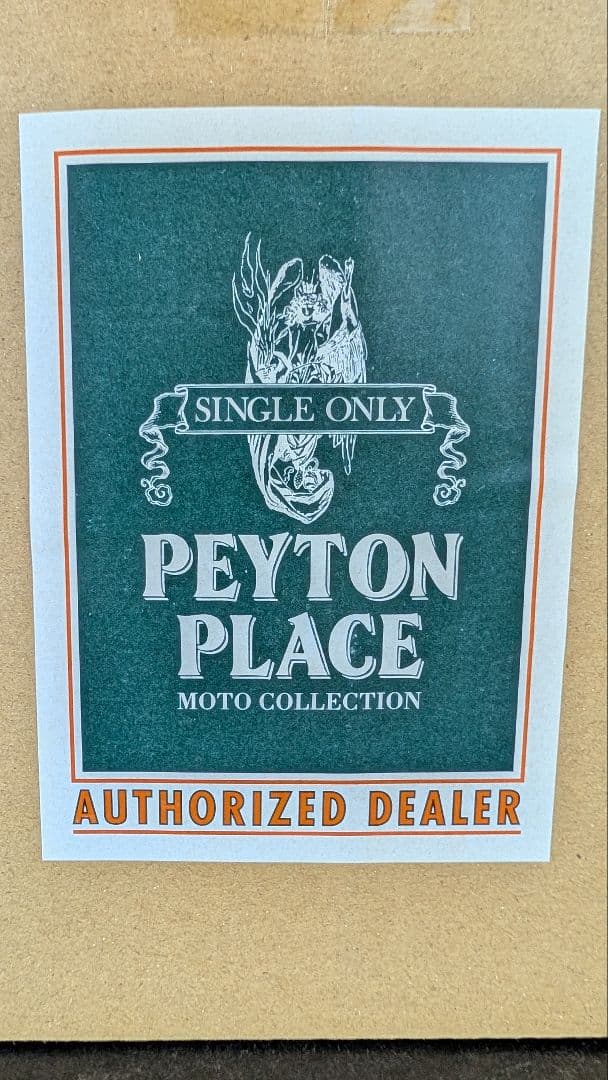 SINGLE ONLY
PEYTON
PLACE
MOTO COLLECTION
AUTHORIZED DEALER